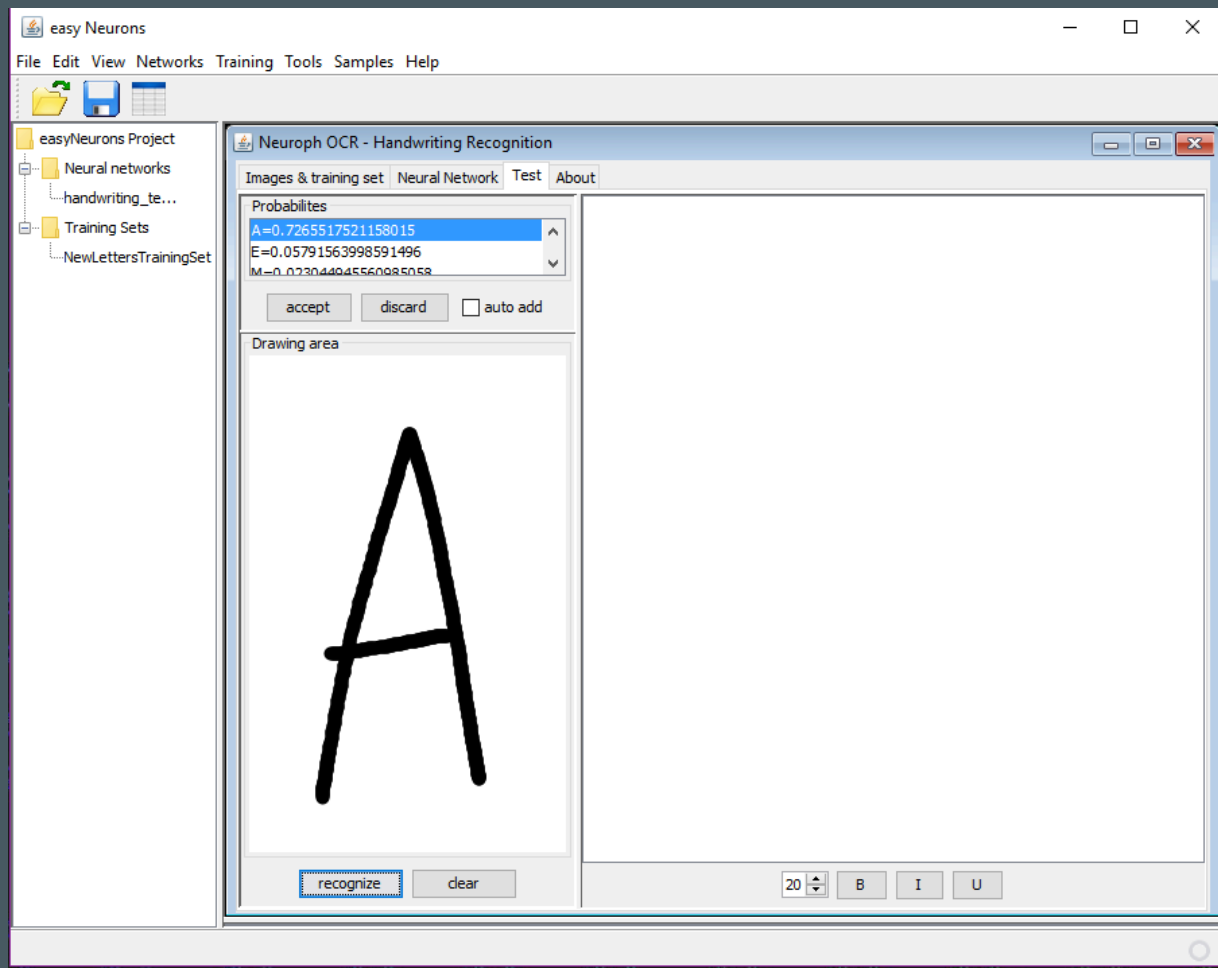 easy Neurons
File Edit View Networks Training Tools Samples Help
easyNeurons Project
Neural networks
handwriting_te...
Training Sets
NewLettersTrainingSet
Neuroph OCR - Handwriting Recognition
Images & training set Neural Network Test About
Probabilites
A=0.7265517521158015
E=0.05791563998591496
M=0.023044945560985058
accept discard auto add
Drawing area
A
recognize clear
20 B I U